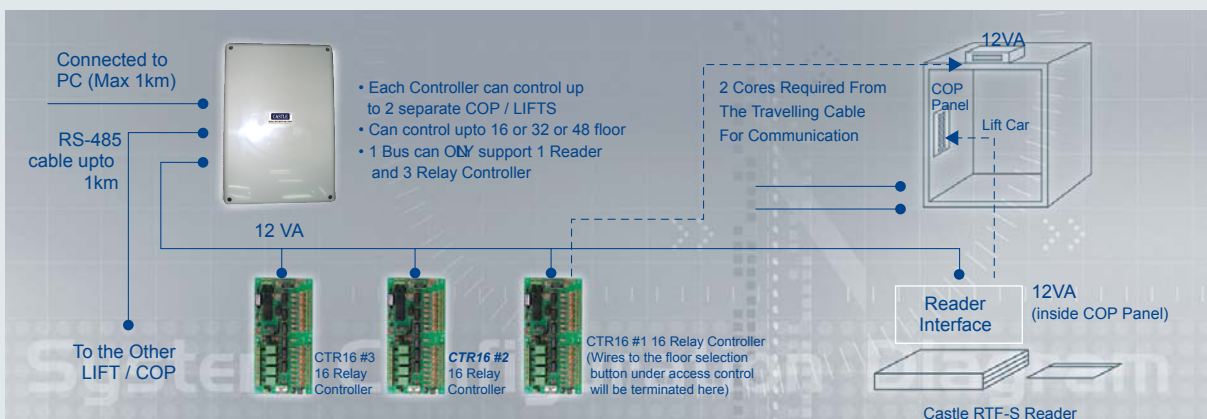 Connected to
PC (Max 1km)
RS-485
cable upto
1km
CASTLE
• Each Controller can control up
to 2 separate COP / LIFTS
• Can control upto 16 or 32 or 48 floor
• 1 Bus can ONLY support 1 Reader
and 3 Relay Controller
12VA
2 Cores Required From
The Travelling Cable
For Communication
COP
Panel
Lift Car
12 VA
To the Other
LIFT / COP
CTR16 #3
16 Relay
Controller
CTR16 #2
16 Relay
Controller
CTR16 #1 16 Relay Controller
(Wires to the floor selection
button under access control
will be terminated here)
Reader
Interface
12VA
(inside COP Panel)
Castle RTF-S Reader